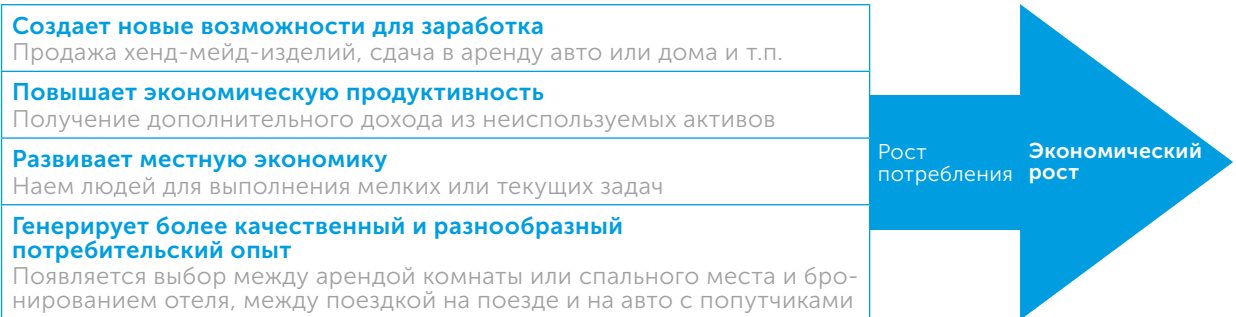 Создает новые возможности для заработка
Продажа хенд-мейд-изделий, сдача в аренду авто или дома и т.п.
Повышает экономическую продуктивность
Получение дополнительного дохода из неиспользуемых активов
Развивает местную экономику
Наем людей для выполнения мелких или текущих задач
Генерирует более качественный и разнообразный
потребительский опыт
Появляется выбор между арендой комнаты или спального места и бро-
нированием отеля, между поездкой на поезде и на авто с попутчиками
Рост
потребления
Экономический
рост